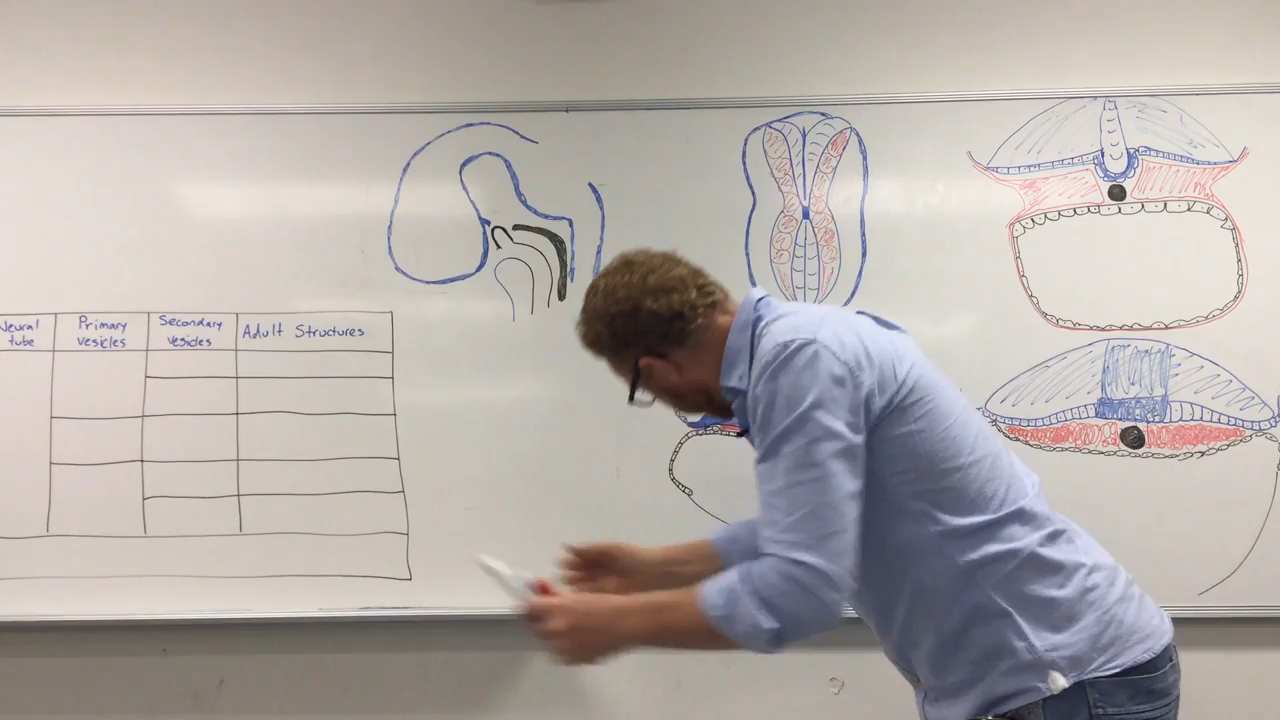 Neural
tube
Primary
vesicles
Secondary
vesicles
Adult Structures